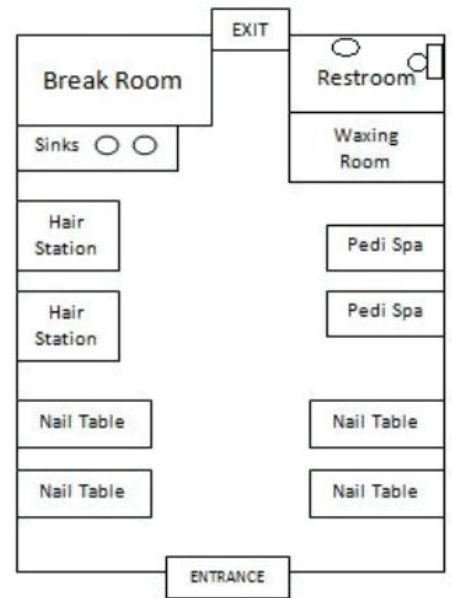 EXIT
Break Room
Restroom
Sinks
Waxing
Room
Hair
Station
Pedi Spa
Hair
Station
Pedi Spa
Nail Table
Nail Table
Nail Table
Nail Table
ENTRANCE